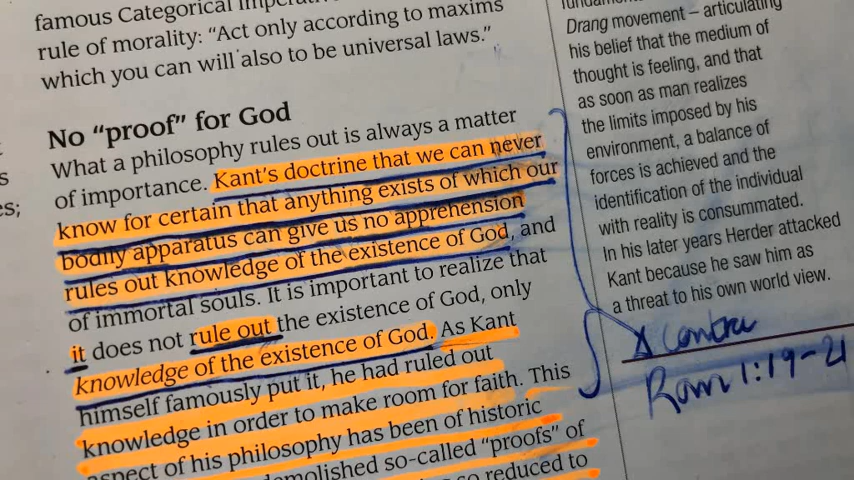 famous Categorical Imperative
rule of morality: “Act only according to maxims
which you can will also to be universal laws.”
No “proof” for God
What a philosophy rules out is always a matter
of importance. Kant’s doctrine that we can never
know for certain that anything exists of which our
bodily apparatus can give us no apprehension
rules out knowledge of the existence of God, and
of immortal souls. It is important to realize that
it does not rule out the existence of God, only
knowledge of the existence of God. As Kant
himself famously put it, he had ruled out
knowledge in order to make room for faith. This
aspect of his philosophy has been of historic
demolished so-called “proofs” of
so reduced to
Drang movement – articulating
his belief that the medium of
thought is feeling, and that
as soon as man realizes
the limits imposed by his
environment, a balance of
forces is achieved and the
identification of the individual
with reality is consummated.
In his later years Herder attacked
Kant because he saw him as
a threat to his own world view.
Contra
Rom 1:19-21